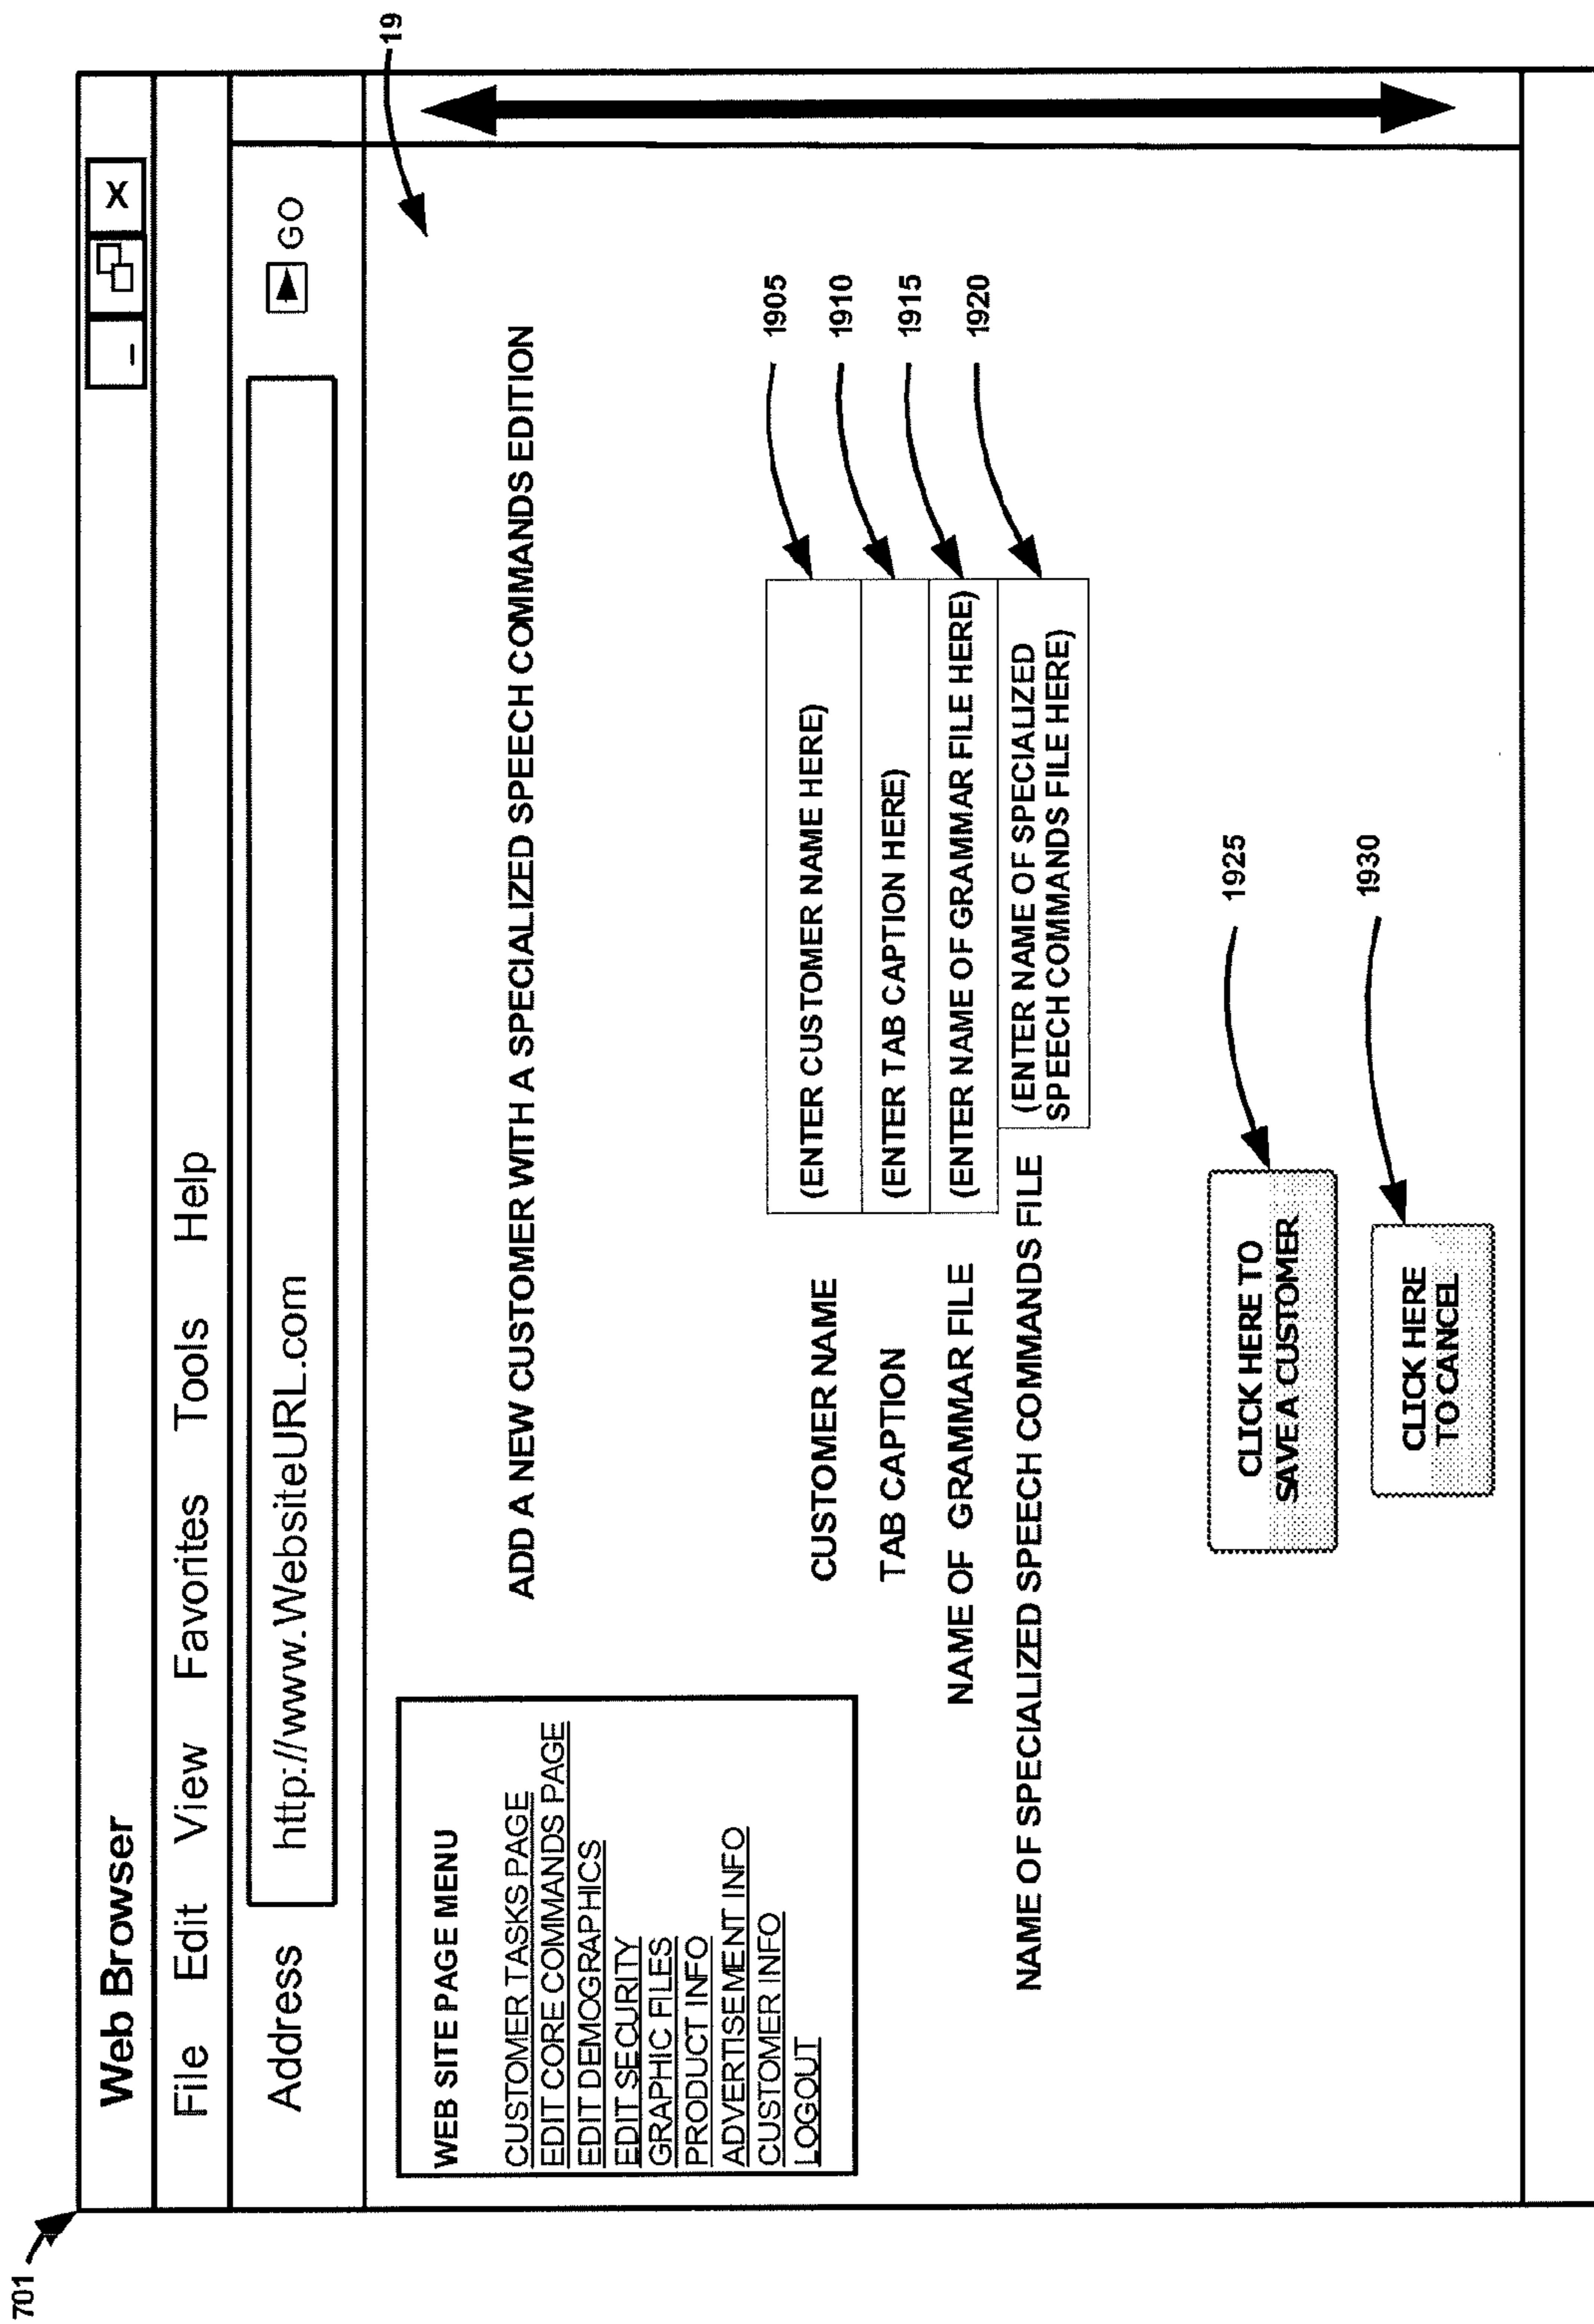 701
Web Browser
_
X
File Edit View Favorites Tools Help
Address
http://www.WebsiteURL.com
GO
19
WEB SITE PAGE MENU
CUSTOMER TASKS PAGE
EDIT CORE COMMANDS PAGE
EDIT DEMOGRAPHICS
EDIT SECURITY
GRAPHIC FILES
PRODUCT INFO
ADVERTISEMENT INFO
CUSTOMER INFO
LOGOUT
ADD A NEW CUSTOMER WITH A SPECIALIZED SPEECH COMMANDS EDITION
CUSTOMER NAME
(ENTER CUSTOMER NAME HERE)
1905
TAB CAPTION
(ENTER TAB CAPTION HERE)
1910
NAME OF GRAMMAR FILE
(ENTER NAME OF GRAMMAR FILE HERE)
1915
NAME OF SPECIALIZED SPEECH COMMANDS FILE
(ENTER NAME OF SPECIALIZED
SPEECH COMMANDS FILE HERE)
1920
CLICK HERE TO
SAVE A CUSTOMER
1925
CLICK HERE
TO CANCEL
1930